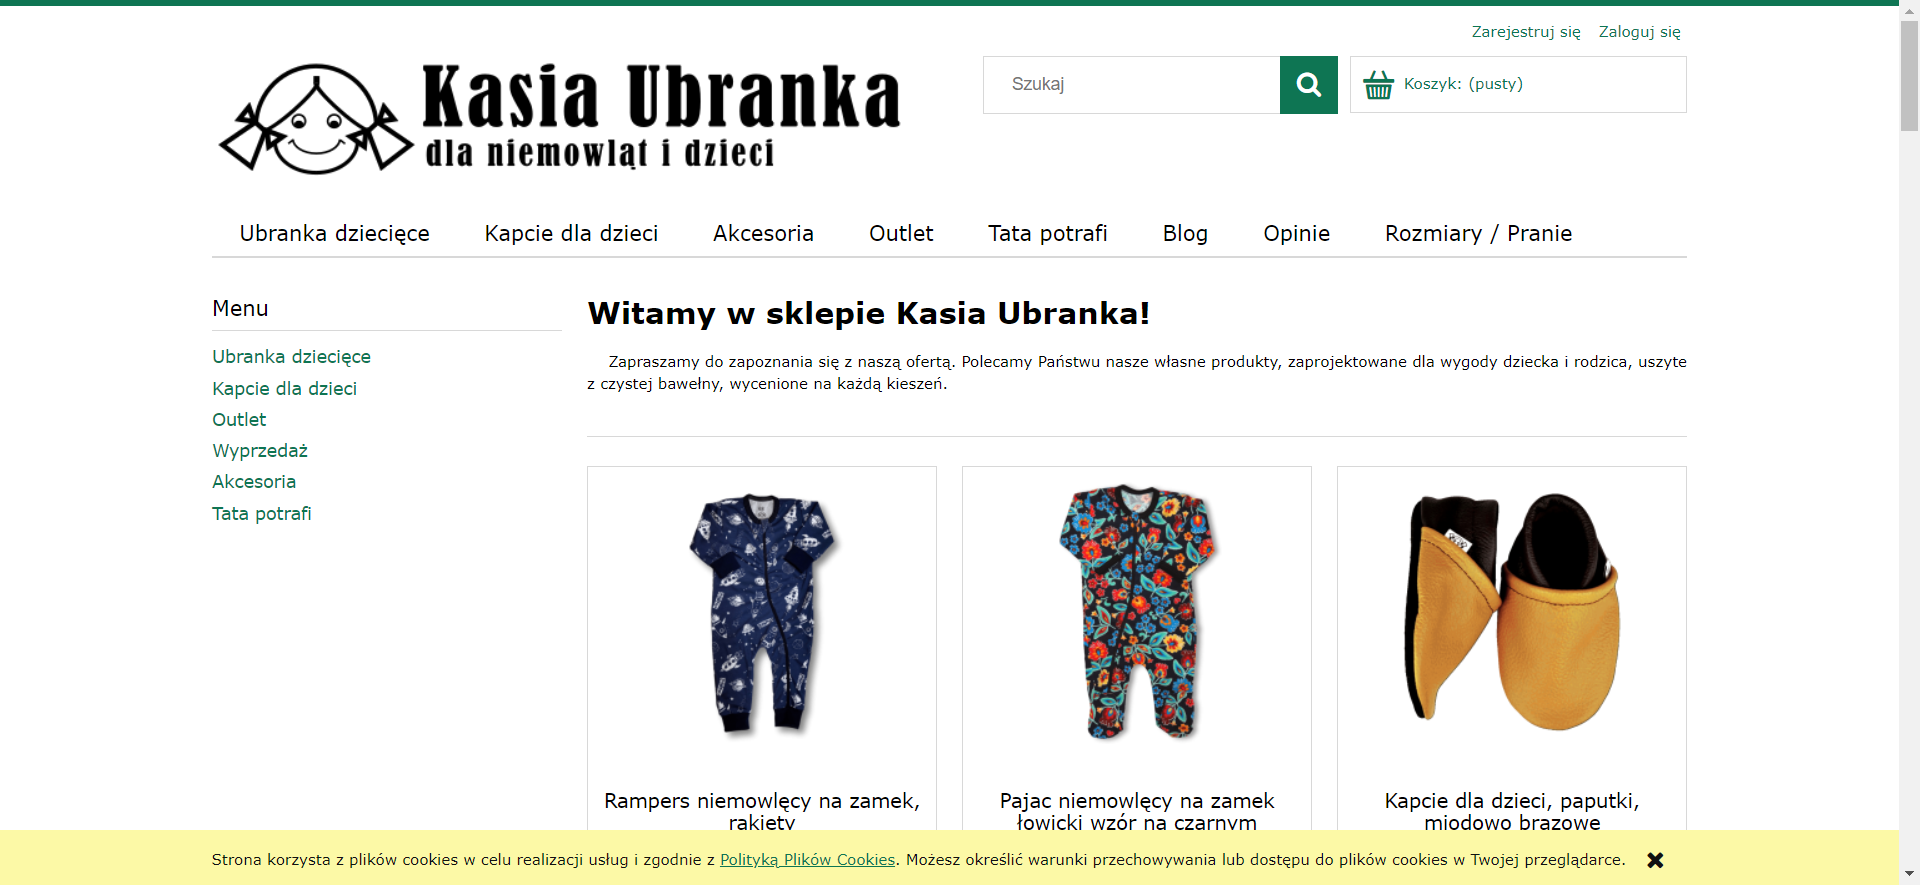 Zarejestruj się Zaloguj się
Kasia Ubranka
dla niemowląt i dzieci
Szukaj
Koszyk: (pusty)
Ubranka dziecięce Kapcie dla dzieci Akcesoria Outlet Tata potrafi Blog Opinie Rozmiary / Pranie
Menu
Ubranka dziecięce
Kapcie dla dzieci
Outlet
Wyprzedaż
Akcesoria
Tata potrafi
Witamy w sklepie Kasia Ubranka!
Zapraszamy do zapoznania się z naszą ofertą. Polecamy Państwu nasze własne produkty, zaprojektowane dla wygody dziecka i rodzica, uszyte
z czystej bawełny, wycenione na każdą kieszeń.
Rampers niemowlęcy na zamek,
rakiety
Pajac niemowlęcy na zamek
łowicki wzór na czarnym
Kapcie dla dzieci, paputki,
miodowo brązowe
Strona korzysta z plików cookies w celu realizacji usług i zgodnie z Polityką Plików Cookies. Możesz określić warunki przechowywania lub dostępu do plików cookies w Twojej przeglądarce.